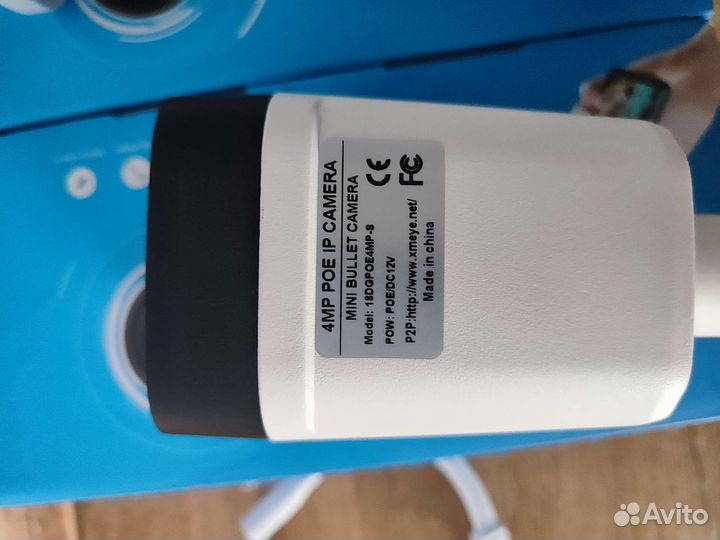 4MP POE IP CAMERA
MINI BULLET CAMERA
Model: 18DGPOE4MP-S
POW: POE/DC12V
P2P:http://www.xmeye.net/
Made in china
CE FC
Avito